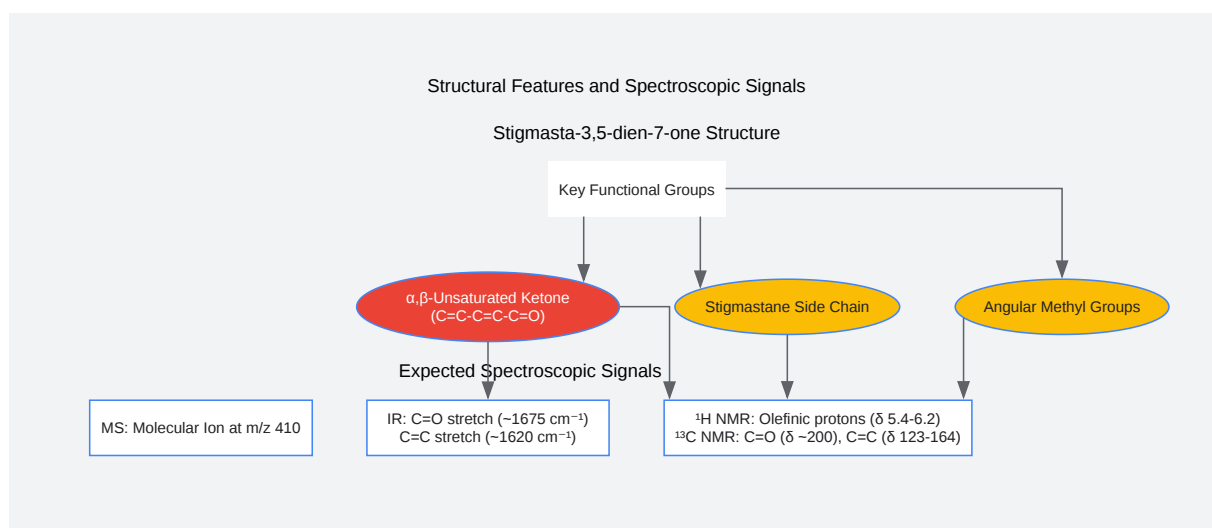 Structural Features and Spectroscopic Signals
Stigmasta-3,5-dien-7-one Structure
Key Functional Groups
α,β-Unsaturated Ketone
(C=C-C=C-C=O)
Stigmastane Side Chain
Angular Methyl Groups
Expected Spectroscopic Signals
MS: Molecular Ion at m/z 410
IR: C=O stretch (~1675 cm⁻¹)
C=C stretch (~1620 cm⁻¹)
¹H NMR: Olefinic protons (δ 5.4-6.2)
¹³C NMR: C=O (δ ~200), C=C (δ 123-164)